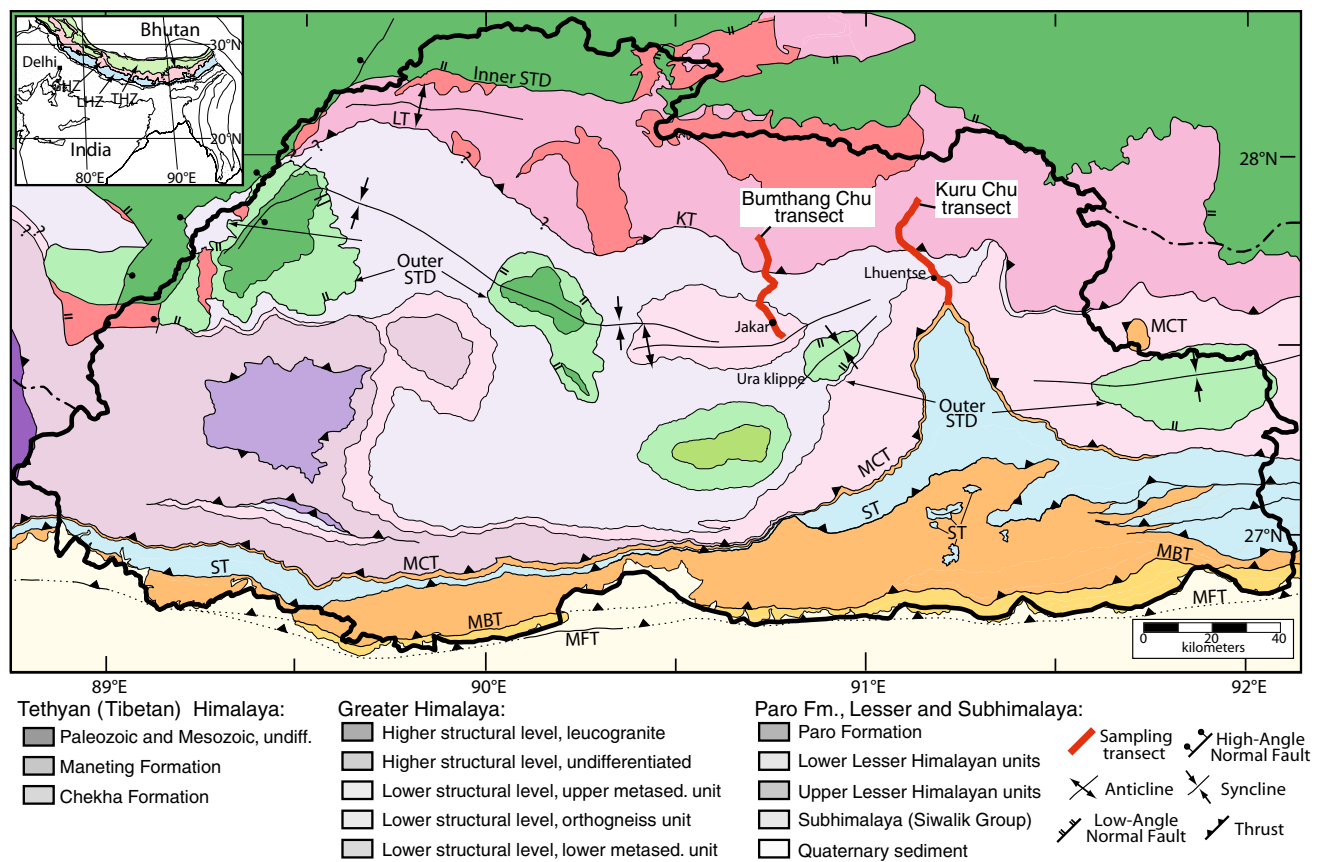 Bhutan
30°N
Delhi
GHZ
LHZ THZ
20°N
India
80°E 90°E
Inner STD
LT
28°N
Bumthang Chu
transect
Kuru Chu
transect
KT
?
?
?
?
? ?
Outer
STD
Lhuentse
Jakar
MCT
Ura klippe
Outer
STD
MCT
ST
ST
27°N
MBT
ST
MCT
MBT
MFT
MFT
0 20 40
kilometers
89°E 90°E 91°E 92°E
Tethyan (Tibetan) Himalaya:
Paleozoic and Mesozoic, undiff.
Maneting Formation
Chekha Formation
Greater Himalaya:
Higher structural level, leucogranite
Higher structural level, undifferentiated
Lower structural level, upper metased. unit
Lower structural level, orthogneiss unit
Lower structural level, lower metased. unit
Paro Fm., Lesser and Subhimalaya:
Paro Formation
Lower Lesser Himalayan units
Upper Lesser Himalayan units
Subhimalaya (Siwalik Group)
Quaternary sediment
Sampling
transect
High-Angle
Normal Fault
Anticline
Syncline
Low-Angle
Normal Fault
Thrust